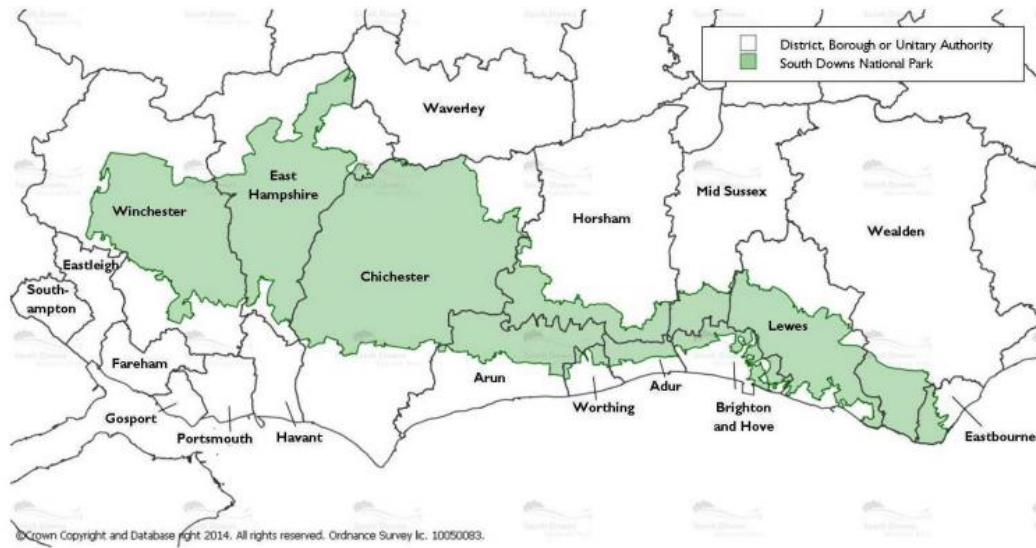 District, Borough or Unitary Authority
South Downs National Park
Waverley
East
Hampshire
Mid Sussex
Winchester
Horsham
Wealden
Eastleigh
Chichester
South-
ampton
Lewes
Fareham
Arun
Adur
Gosport
Worthing
Brighton
and Hove
Portsmouth
Havant
Eastbourne
©Crown Copyright and Database right 2014. All rights reserved. Ordnance Survey lic. 10050083.